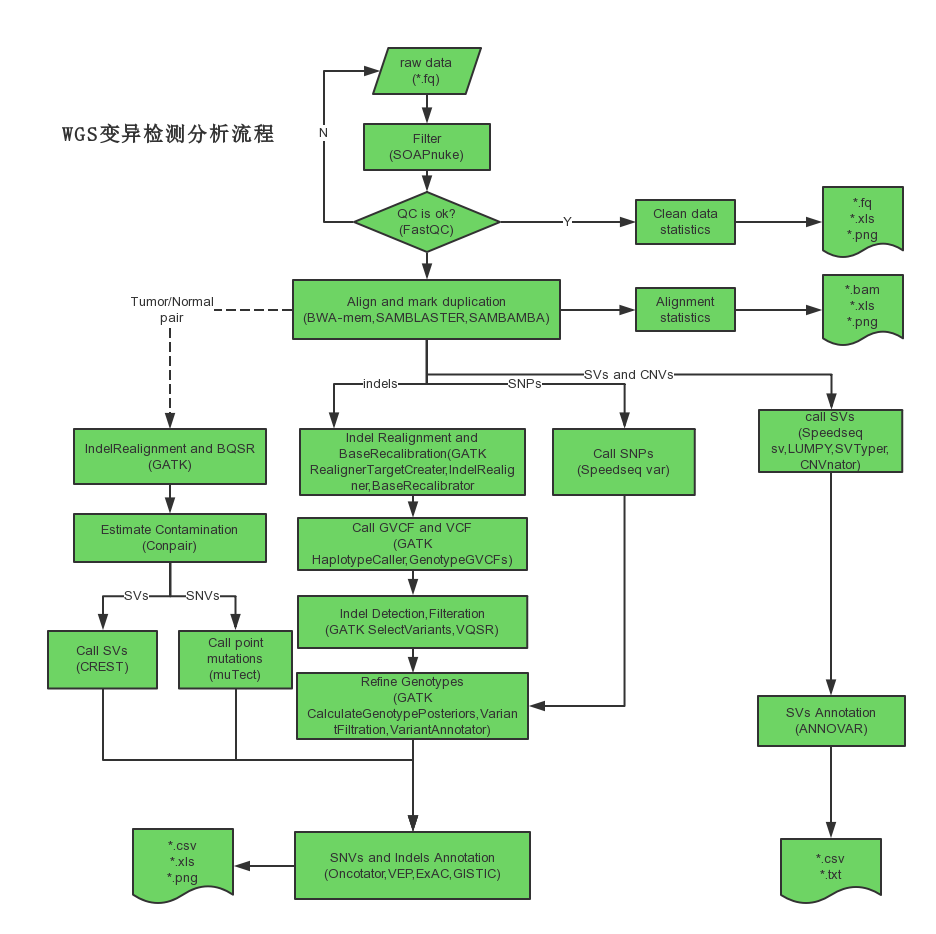 raw data
(*.fq)
N
WGS变异检测分析流程
Filter
(SOAPnuke)
QC is ok?
(FastQC)
Y
Clean data
statistics
*.fq
*.xls
*.png
Tumor/Normal
pair
Align and mark duplication
(BWA-mem,SAMBLASTER,SAMBAMBA)
Alignment
statistics
*.bam
*.xls
*.png
indels
SNPs
SVs and CNVs
IndelRealignment and BQSR
(GATK)
Indel Realignment and
BaseRecalibration(GATK
RealignerTargetCreater,IndelRealig
ner,BaseRecalibrator
Call SNPs
(Speedseq var)
call SVs
(Speedseq
sv,LUMPY,SVTyper,
CNVnator)
Estimate Contamination
(Conpair)
Call GVCF and VCF
(GATK
HaplotypeCaller,GenotypeGVCFs)
SVs
SNVs
Indel Detection,Filteration
(GATK SelectVariants,VQSR)
Call SVs
(CREST)
Call point
mutations
(muTect)
Refine Genotypes
(GATK
CalculateGenotypePosteriors,Varian
tFiltration,VariantAnnotator)
SVs Annotation
(ANNOVAR)
*.csv
*.xls
*.png
SNVs and Indels Annotation
(Oncotator,VEP,ExAC,GISTIC)
*.csv
*.txt